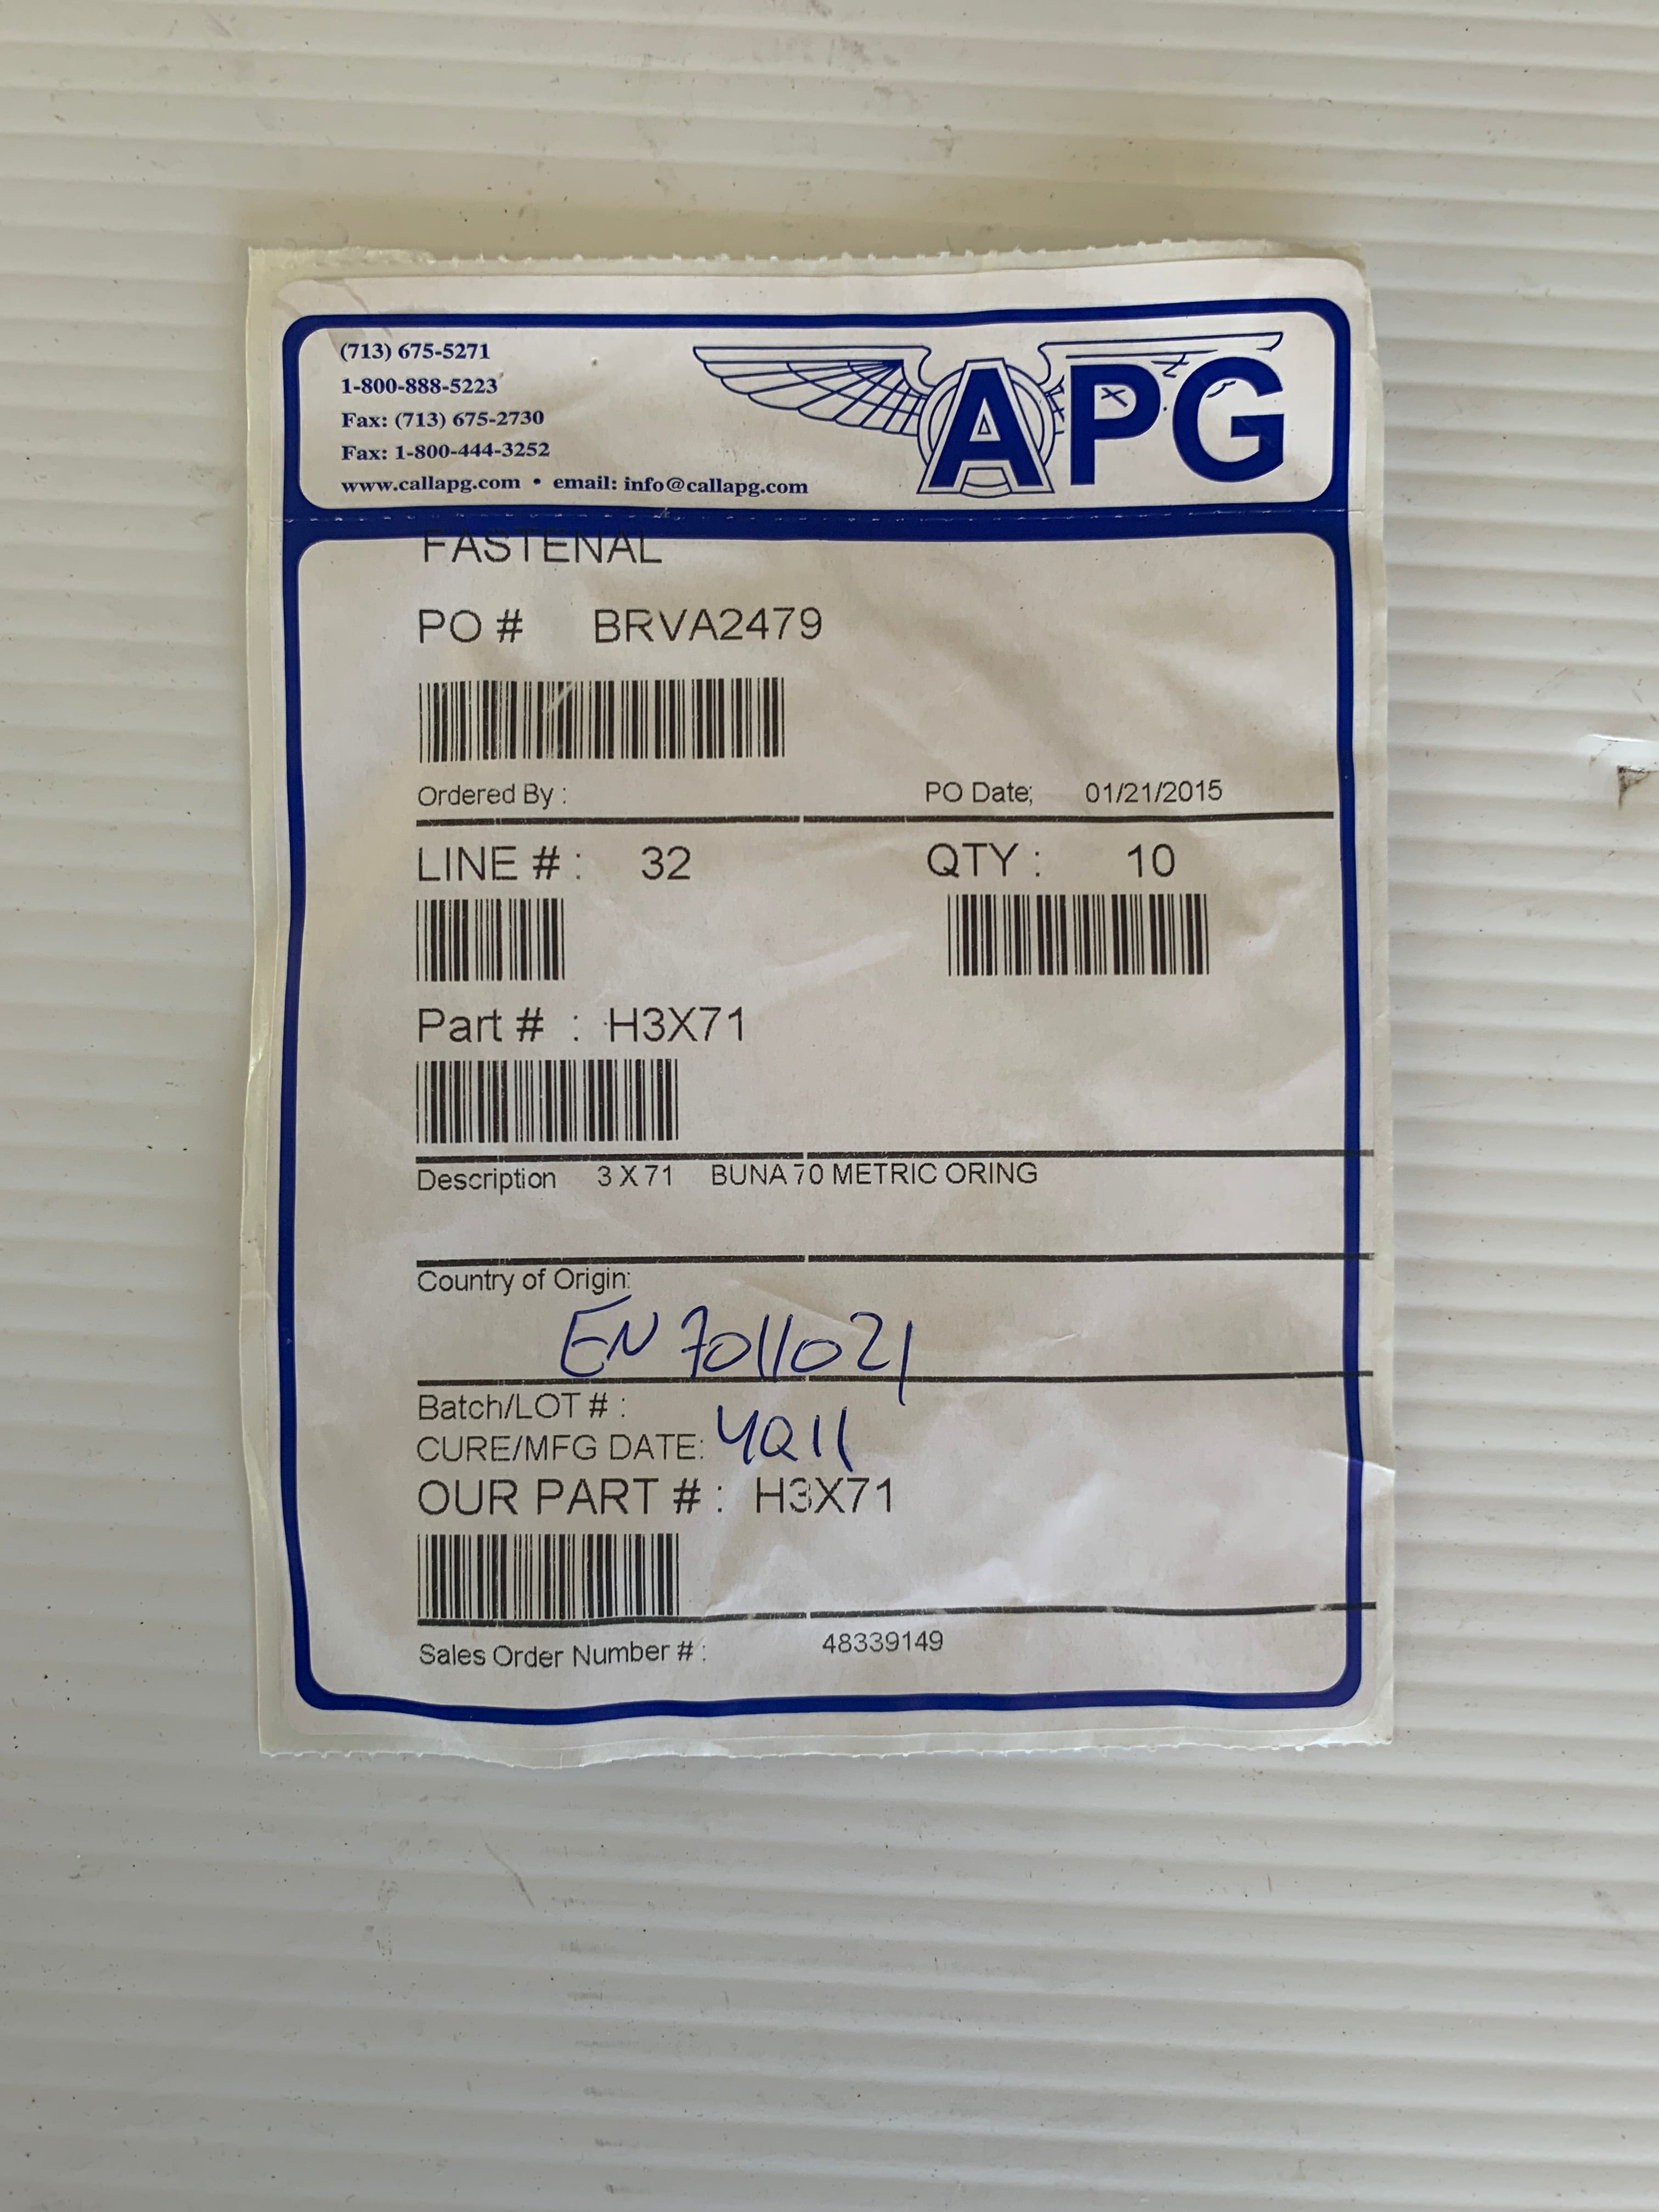 (713) 675-5271
1-800-888-5223
Fax: (713) 675-2730
Fax: 1-800-444-3252
www.callapg.com • email: info@callapg.com
APG
FASTENAL
PO # BRVA2479
Ordered By : PO Date; 01/21/2015
LINE # : 32 QTY : 10
Part # : H3X71
Description 3 X 71 BUNA 70 METRIC ORING
Country of Origin:
EN7011021
Batch/LOT # :
CURE/MFG DATE: 4Q11
OUR PART # : H3X71
Sales Order Number # : 48339149